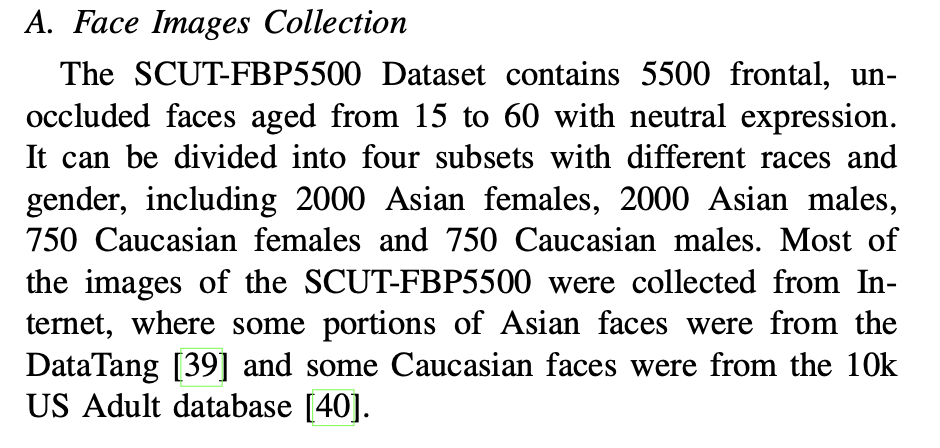 A. Face Images Collection
The SCUT-FBP5500 Dataset contains 5500 frontal, un-
occluded faces aged from 15 to 60 with neutral expression.
It can be divided into four subsets with different races and
gender, including 2000 Asian females, 2000 Asian males,
750 Caucasian females and 750 Caucasian males. Most of
the images of the SCUT-FBP5500 were collected from In-
ternet, where some portions of Asian faces were from the
DataTang [39] and some Caucasian faces were from the 10k
US Adult database [40].